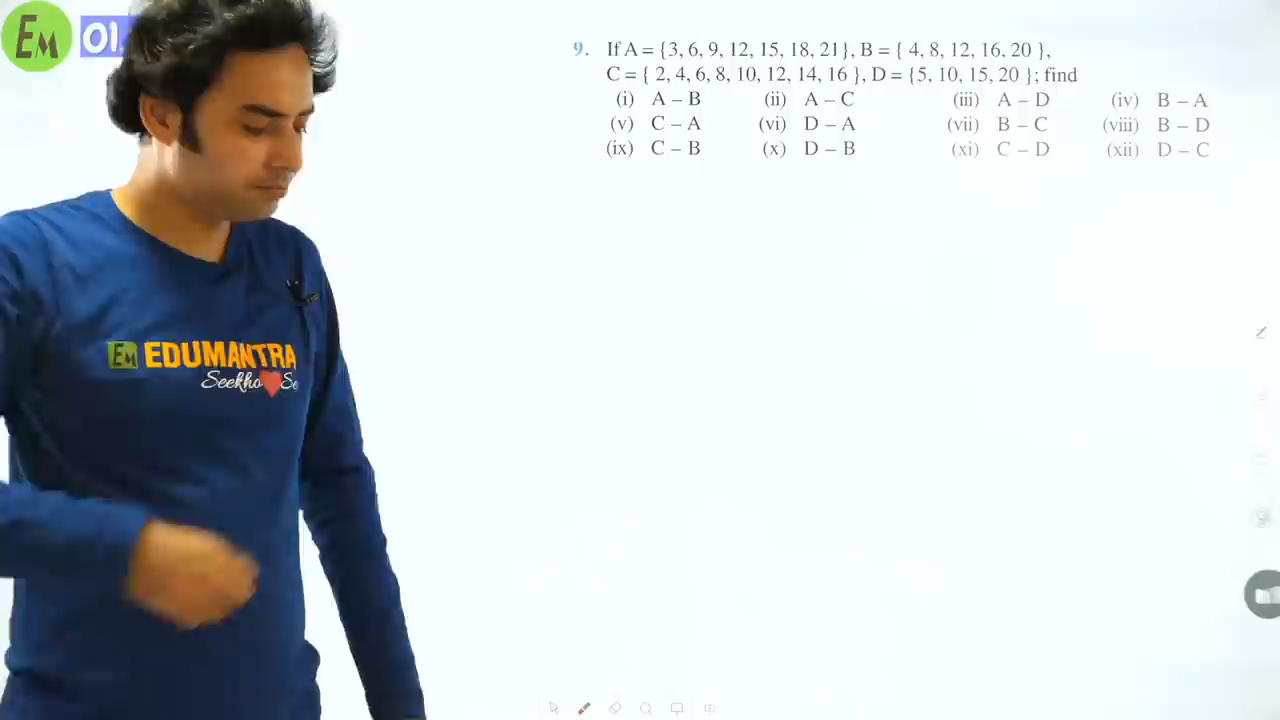 EM 01.
9. If A = {3, 6, 9, 12, 15, 18, 21}, B = { 4, 8, 12, 16, 20 },
C = { 2, 4, 6, 8, 10, 12, 14, 16 }, D = {5, 10, 15, 20 }; find
(i) A – B (ii) A – C (iii) A – D (iv) B – A
(v) C – A (vi) D – A (vii) B – C (viii) B – D
(ix) C – B (x) D – B (xi) C – D (xii) D – C
EM EDUMANTRA
Seekho